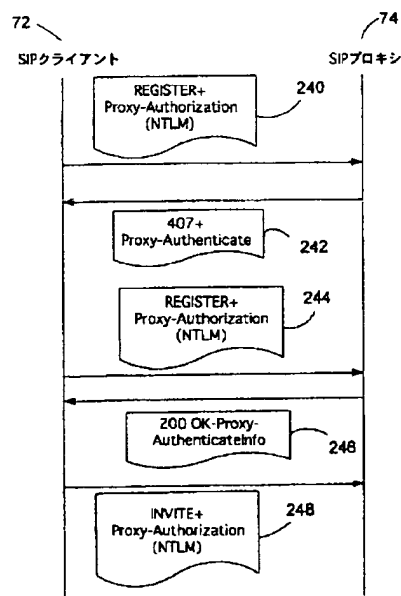 72
74
SIPクライアント
SIPプロキシ
REGISTER+
Proxy-Authorization
(NTLM)
240
407+
Proxy-Authenticate
242
REGISTER+
Proxy-Authorization
(NTLM)
244
200 OK-Proxy-
AuthenticateInfo
248
INVITE+
Proxy-Authorization
(NTLM)
248